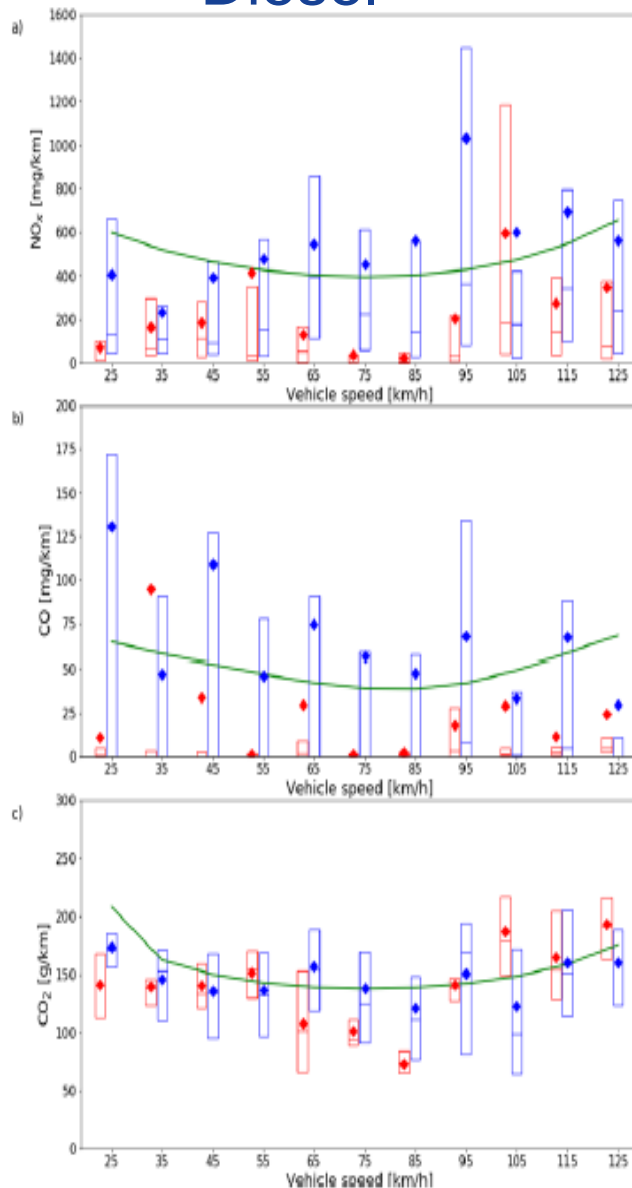 Diesel
a)
1600
1400
1200
1000
800
600
400
200
0
NOx [mg/km]
25 35 45 55 65 75 85 95 105 115 125
Vehicle speed [km/h]
b)
200
175
150
125
100
75
50
25
0
CO [mg/km]
25 35 45 55 65 75 85 95 105 115 125
Vehicle speed [km/h]
c)
300
250
200
150
100
50
0
CO2 [g/km]
25 35 45 55 65 75 85 95 105 115 125
Vehicle speed [km/h]